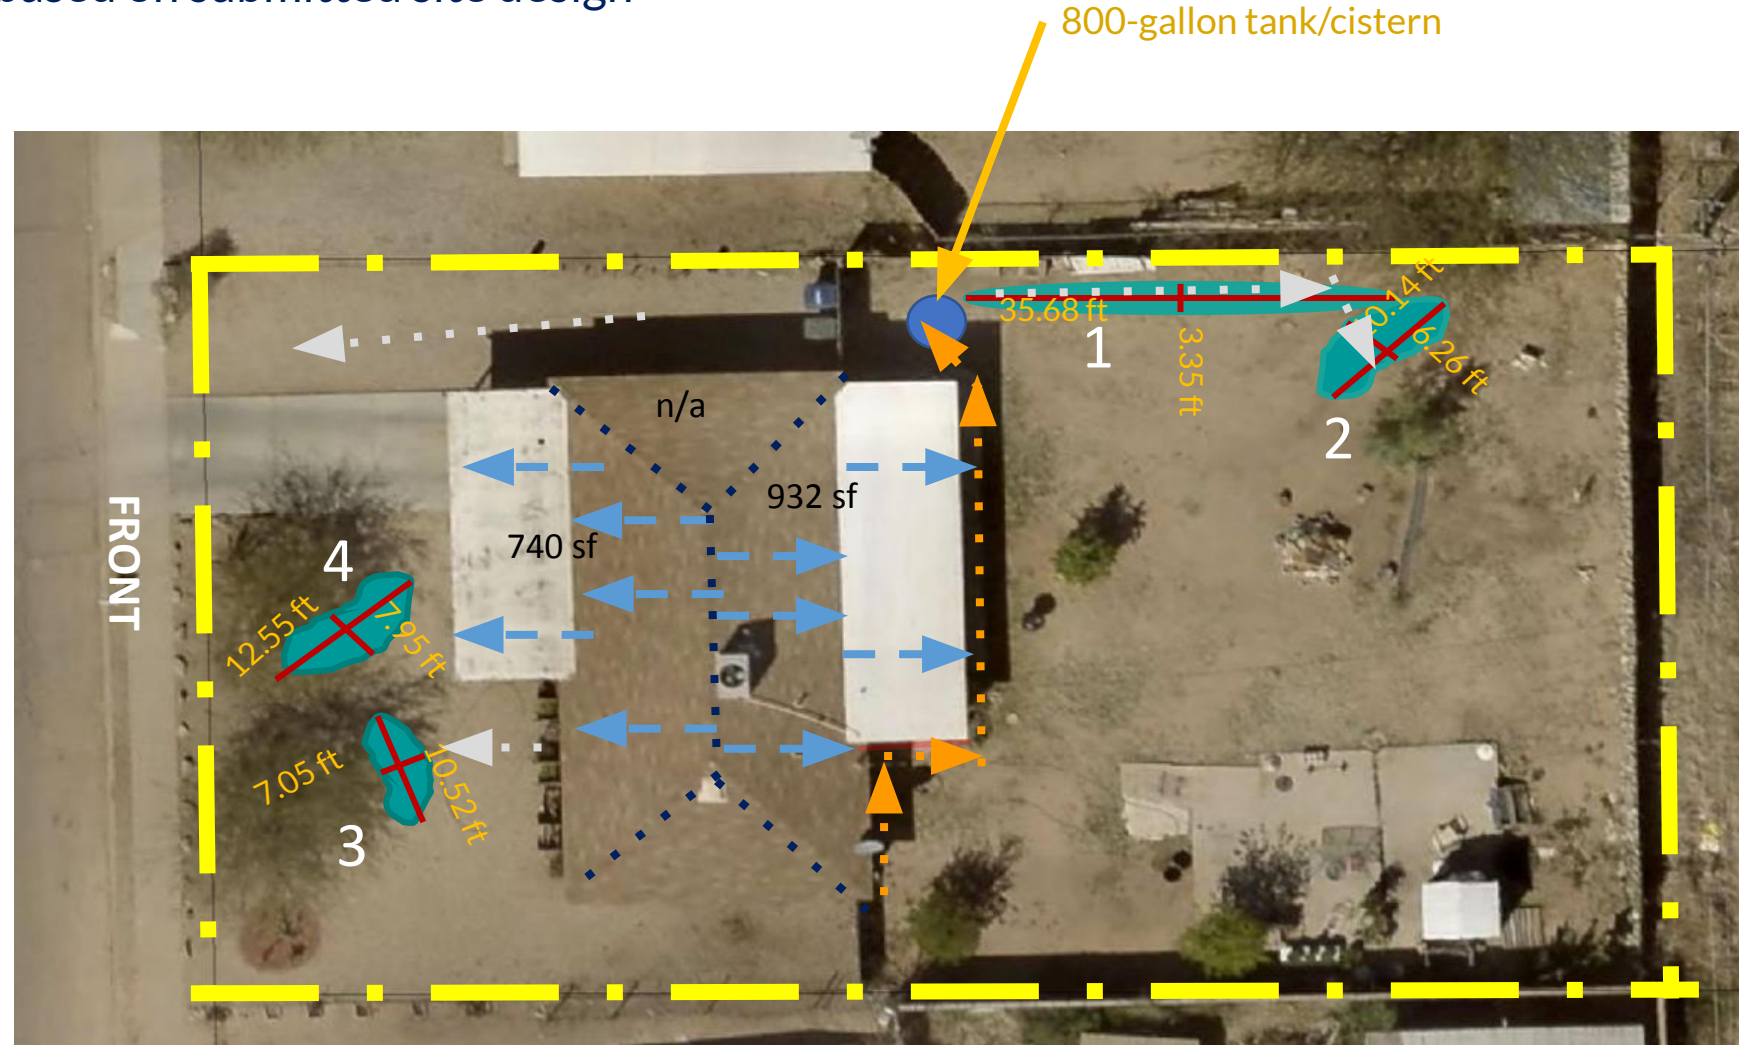 800-gallon tank/cistern
35.68 ft
1
3.35 ft
6.26 ft
2
n/a
932 sf
740 sf
FRONT
4
12.55 ft
7.95 ft
7.05 ft
10.52 ft
3